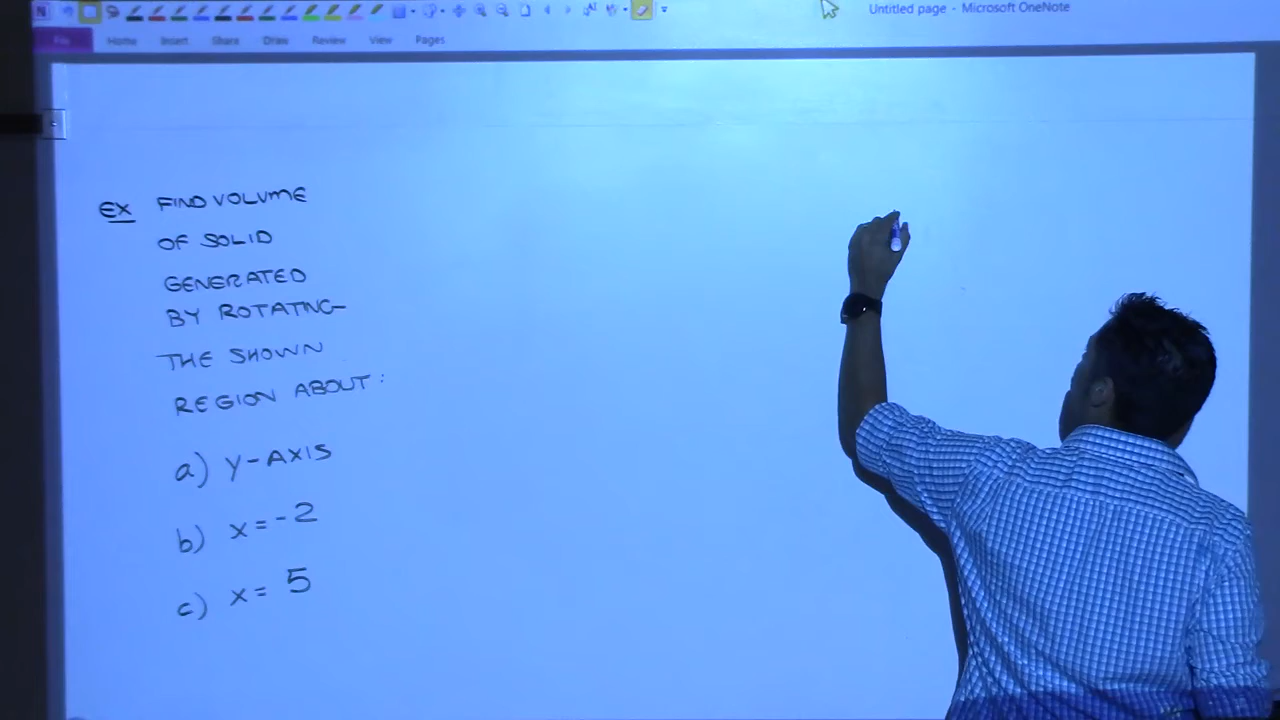 Untitled page - Microsoft OneNote
File Home Insert Share Draw Review View Pages
EX FIND VOLUME
OF SOLID
GENERATED
BY ROTATING
THE SHOWN
REGION ABOUT:
a) Y-AXIS
b) x=-2
c) x= 5